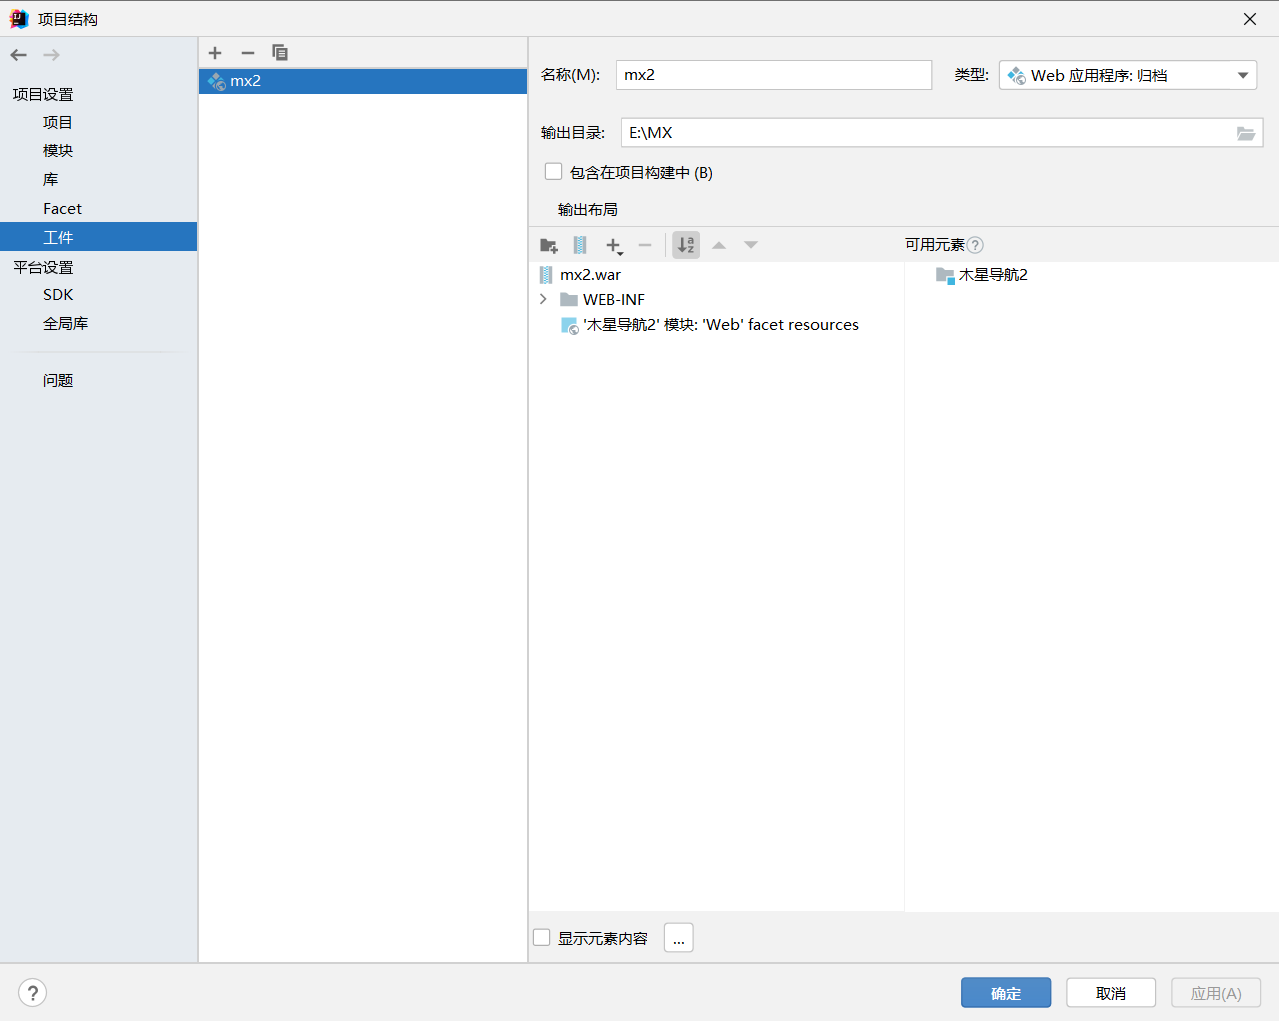 项目结构
项目设置
项目
模块
库
Facet
工件
平台设置
SDK
全局库
问题
mx2
名称(M):
mx2
类型:
Web 应用程序: 归档
输出目录:
E:\MX
包含在项目构建中 (B)
输出布局
可用元素
mx2.war
WEB-INF
'木星导航2' 模块: 'Web' facet resources
木星导航2
显示元素内容
...
?
确定
取消
应用(A)